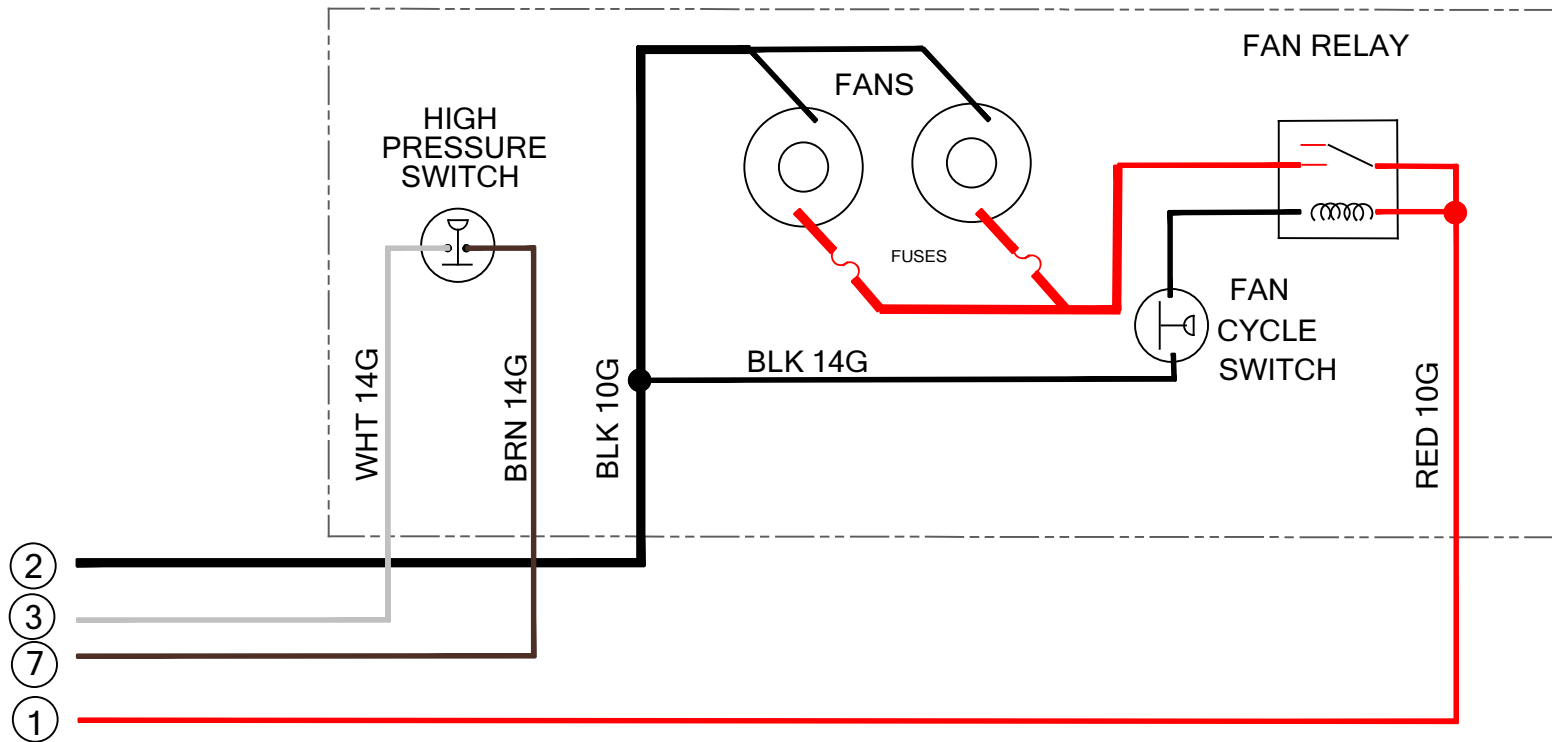 FAN RELAY
FANS
HIGH
PRESSURE
SWITCH
FUSES
FAN
CYCLE
SWITCH
BLK 14G
WHT 14G
BRN 14G
BLK 10G
RED 10G
2
3
7
1